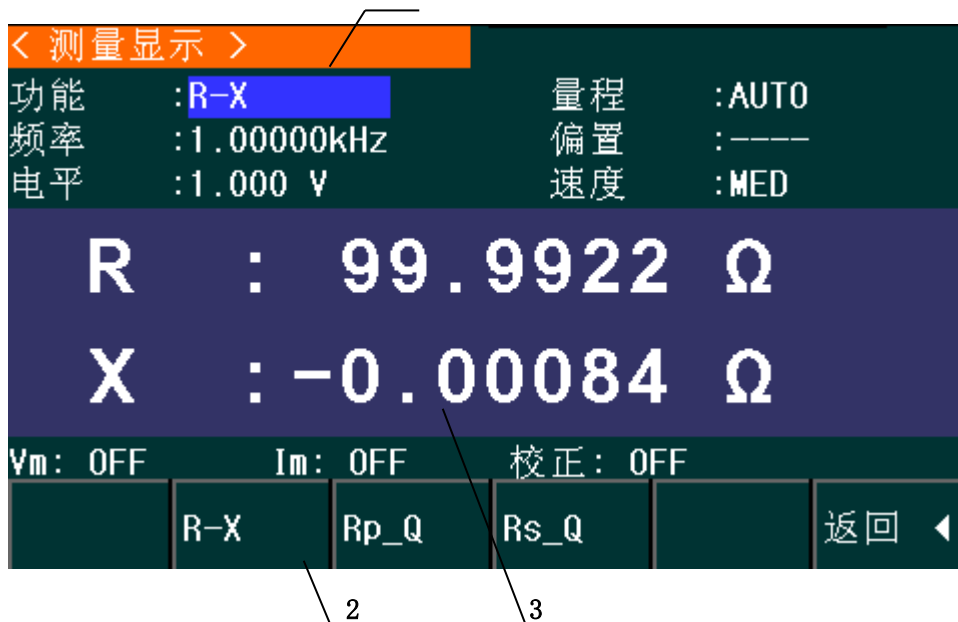 < 测量显示 >
功能 :R-X 量程 :AUTO
频率 :1.00000kHz 偏置 :----
电平 :1.000 V 速度 :MED
R : 99.9922 Ω
X :-0.00084 Ω
Vm: OFF Im: OFF 校正: OFF
R-X Rp_Q Rs_Q 返回
2 3